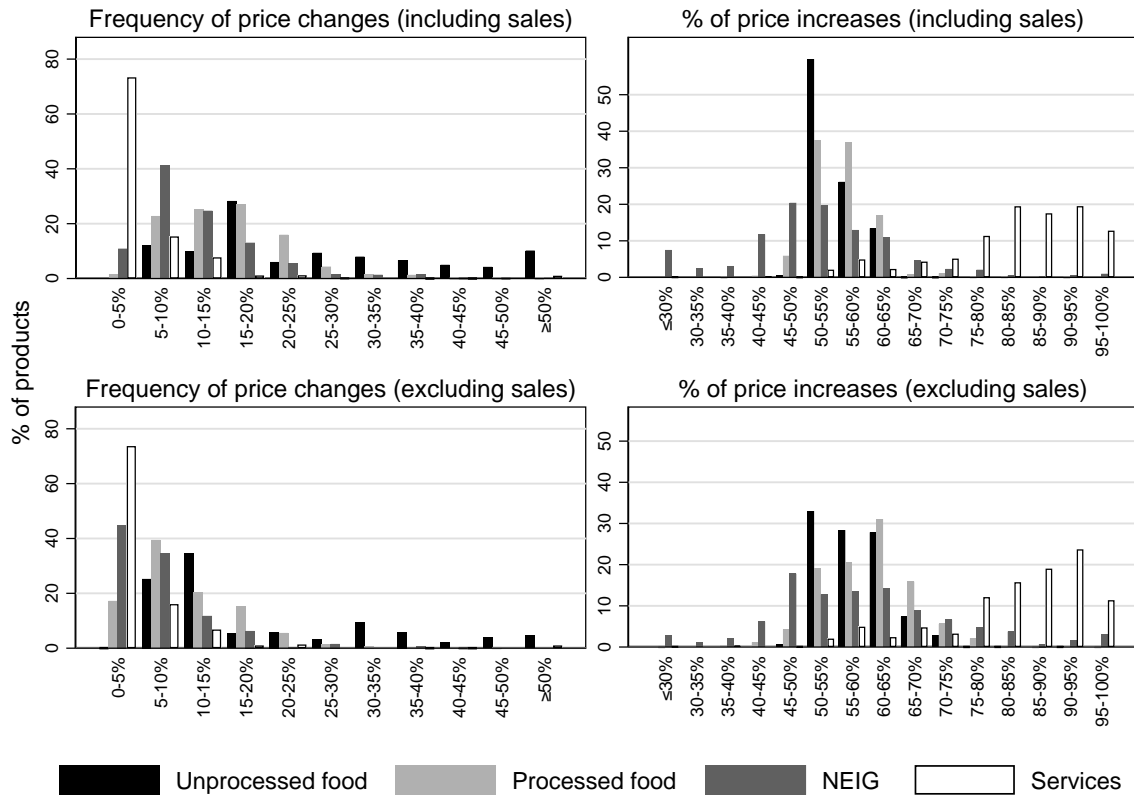 Frequency of price changes (including sales)
% of price increases (including sales)
% of products
0 20 40 60 80
0-5% 5-10% 10-15% 15-20% 20-25% 25-30% 30-35% 35-40% 40-45% 45-50% ≥50%
0 10 20 30 40 50
≤30% 30-35% 35-40% 40-45% 45-50% 50-55% 55-60% 60-65% 65-70% 70-75% 75-80% 80-85% 85-90% 90-95% 95-100%
Frequency of price changes (excluding sales)
% of price increases (excluding sales)
0 20 40 60 80
0-5% 5-10% 10-15% 15-20% 20-25% 25-30% 30-35% 35-40% 40-45% 45-50% ≥50%
0 10 20 30 40 50
≤30% 30-35% 35-40% 40-45% 45-50% 50-55% 55-60% 60-65% 65-70% 70-75% 75-80% 80-85% 85-90% 90-95% 95-100%
Unprocessed food Processed food NEIG Services